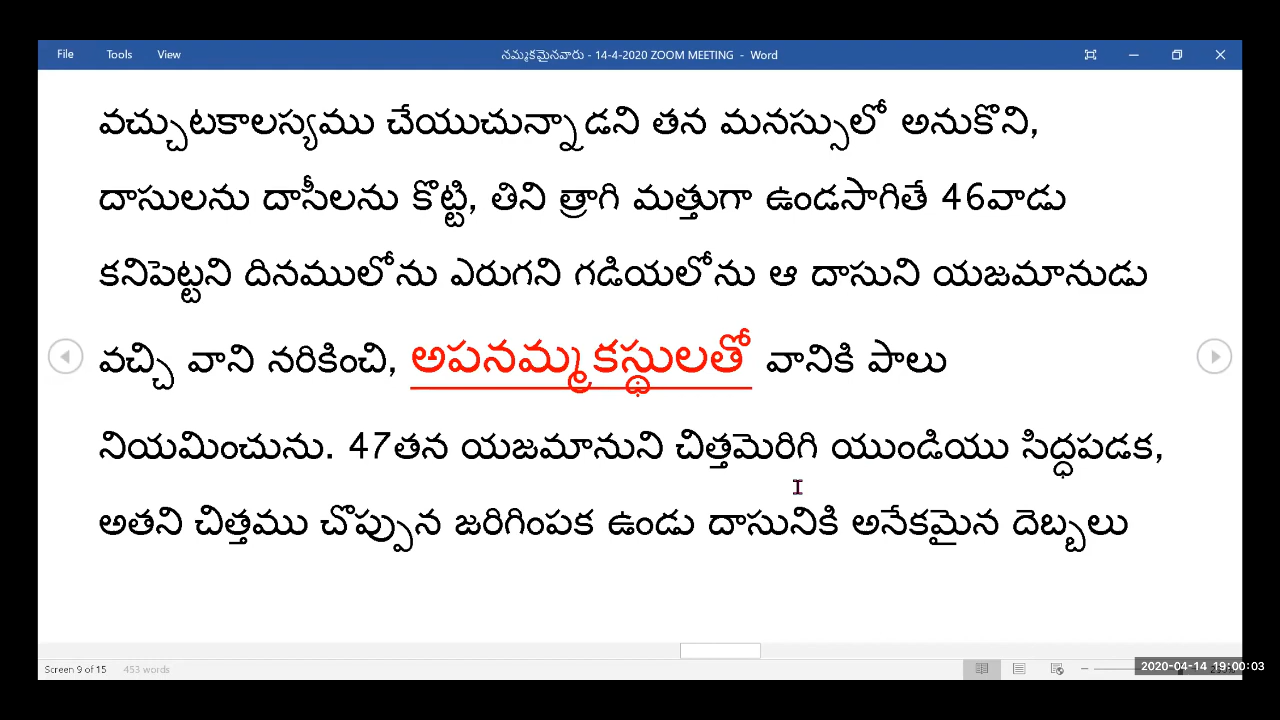 File Tools View నమ్మకమైనవారు - 14-4-2020 ZOOM MEETING - Word
వచ్చుటకాలస్యము చేయుచున్నాడని తన మనస్సులో అనుకొని,
దాసులను దాసీలను కొట్టి, తిని త్రాగి మత్తుగా ఉండసాగితే 46వాడు
కనిపెట్టని దినములోను ఎరుగని గడియలోను ఆ దాసుని యజమానుడు
వచ్చి వాని నరికించి, అపనమ్మకస్థులతో వానికి పాలు
నియమించును. 47తన యజమానుని చిత్తమెరిగి యుండియు సిద్ధపడక,
అతని చిత్తము చొప్పున జరిగింపక ఉండు దాసునికి అనేకమైన దెబ్బలు
Screen 9 of 15 453 words 2020-04-14 19:00:03